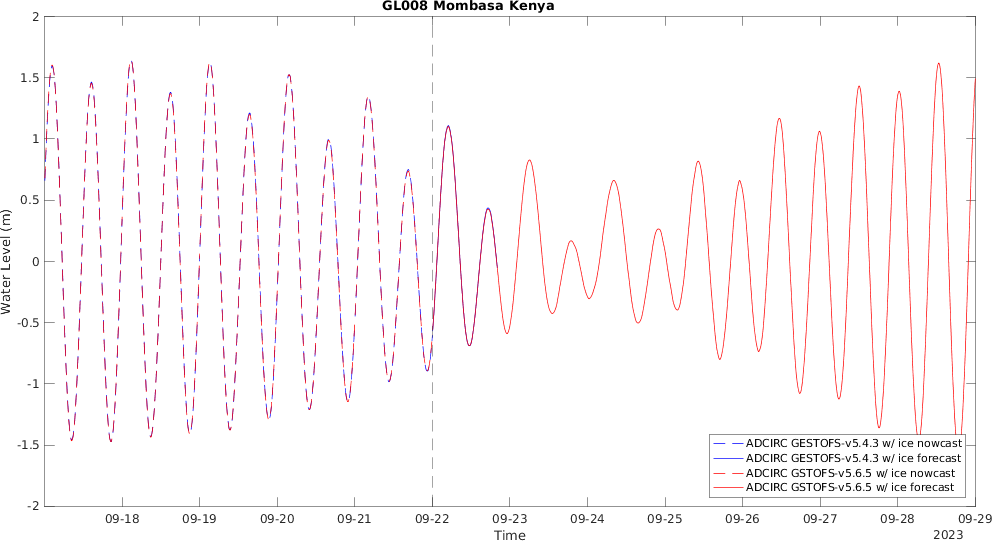 GL008 Mombasa Kenya
2
1.5
1
0.5
0
-0.5
-1
-1.5
-2
Water Level (m)
ADCIRC GESTOFS-v5.4.3 w/ ice nowcast
ADCIRC GESTOFS-v5.4.3 w/ ice forecast
ADCIRC GSTOFS-v5.6.5 w/ ice nowcast
ADCIRC GSTOFS-v5.6.5 w/ ice forecast
09-18 09-19 09-20 09-21 09-22 09-23 09-24 09-25 09-26 09-27 09-28 09-29
Time
2023